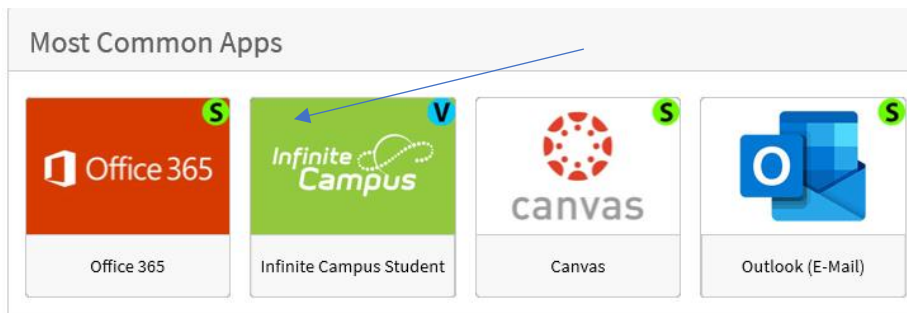 Most Common Apps
S
V
S
S
Office 365
Infinite
Campus
canvas
O
Office 365
Infinite Campus Student
Canvas
Outlook (E-Mail)